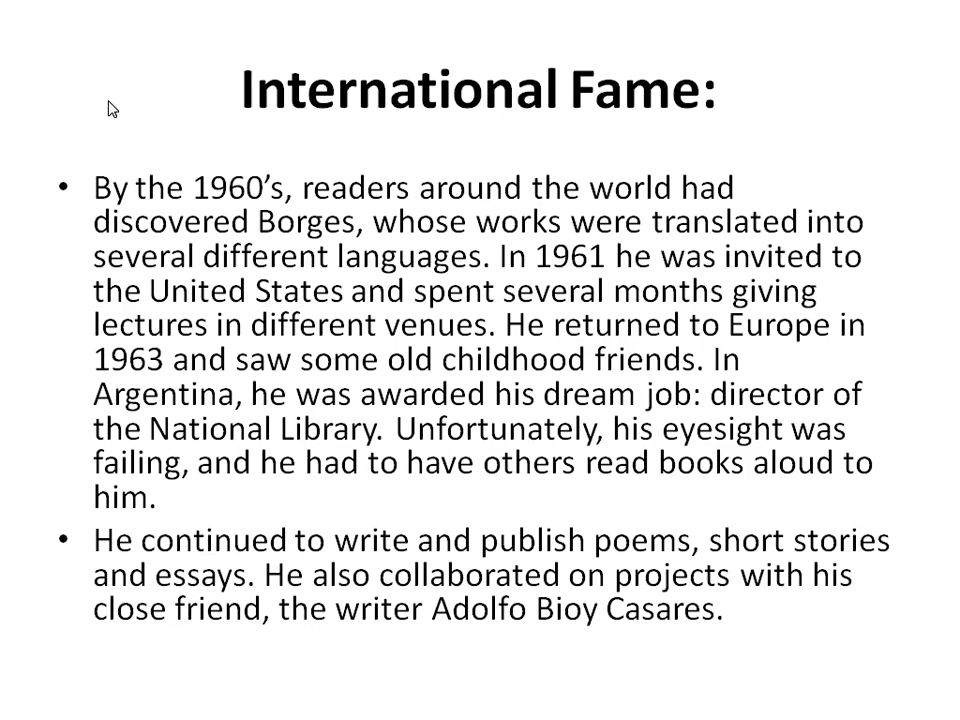 International Fame:
• By the 1960’s, readers around the world had
discovered Borges, whose works were translated into
several different languages. In 1961 he was invited to
the United States and spent several months giving
lectures in different venues. He returned to Europe in
1963 and saw some old childhood friends. In
Argentina, he was awarded his dream job: director of
the National Library. Unfortunately, his eyesight was
failing, and he had to have others read books aloud to
him.
• He continued to write and publish poems, short stories
and essays. He also collaborated on projects with his
close friend, the writer Adolfo Bioy Casares.